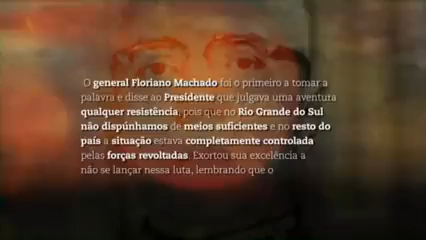 O general Floriano Machado foi o primeiro a tomar a
palavra e disse ao Presidente que julgava uma aventura
qualquer resistência, pois que no Rio Grande do Sul
não dispúnhamos de meios suficientes e no resto do
país a situação estava completamente controlada
pelas forças revoltadas. Exortou sua excelência a
não se lançar nessa luta, lembrando que o